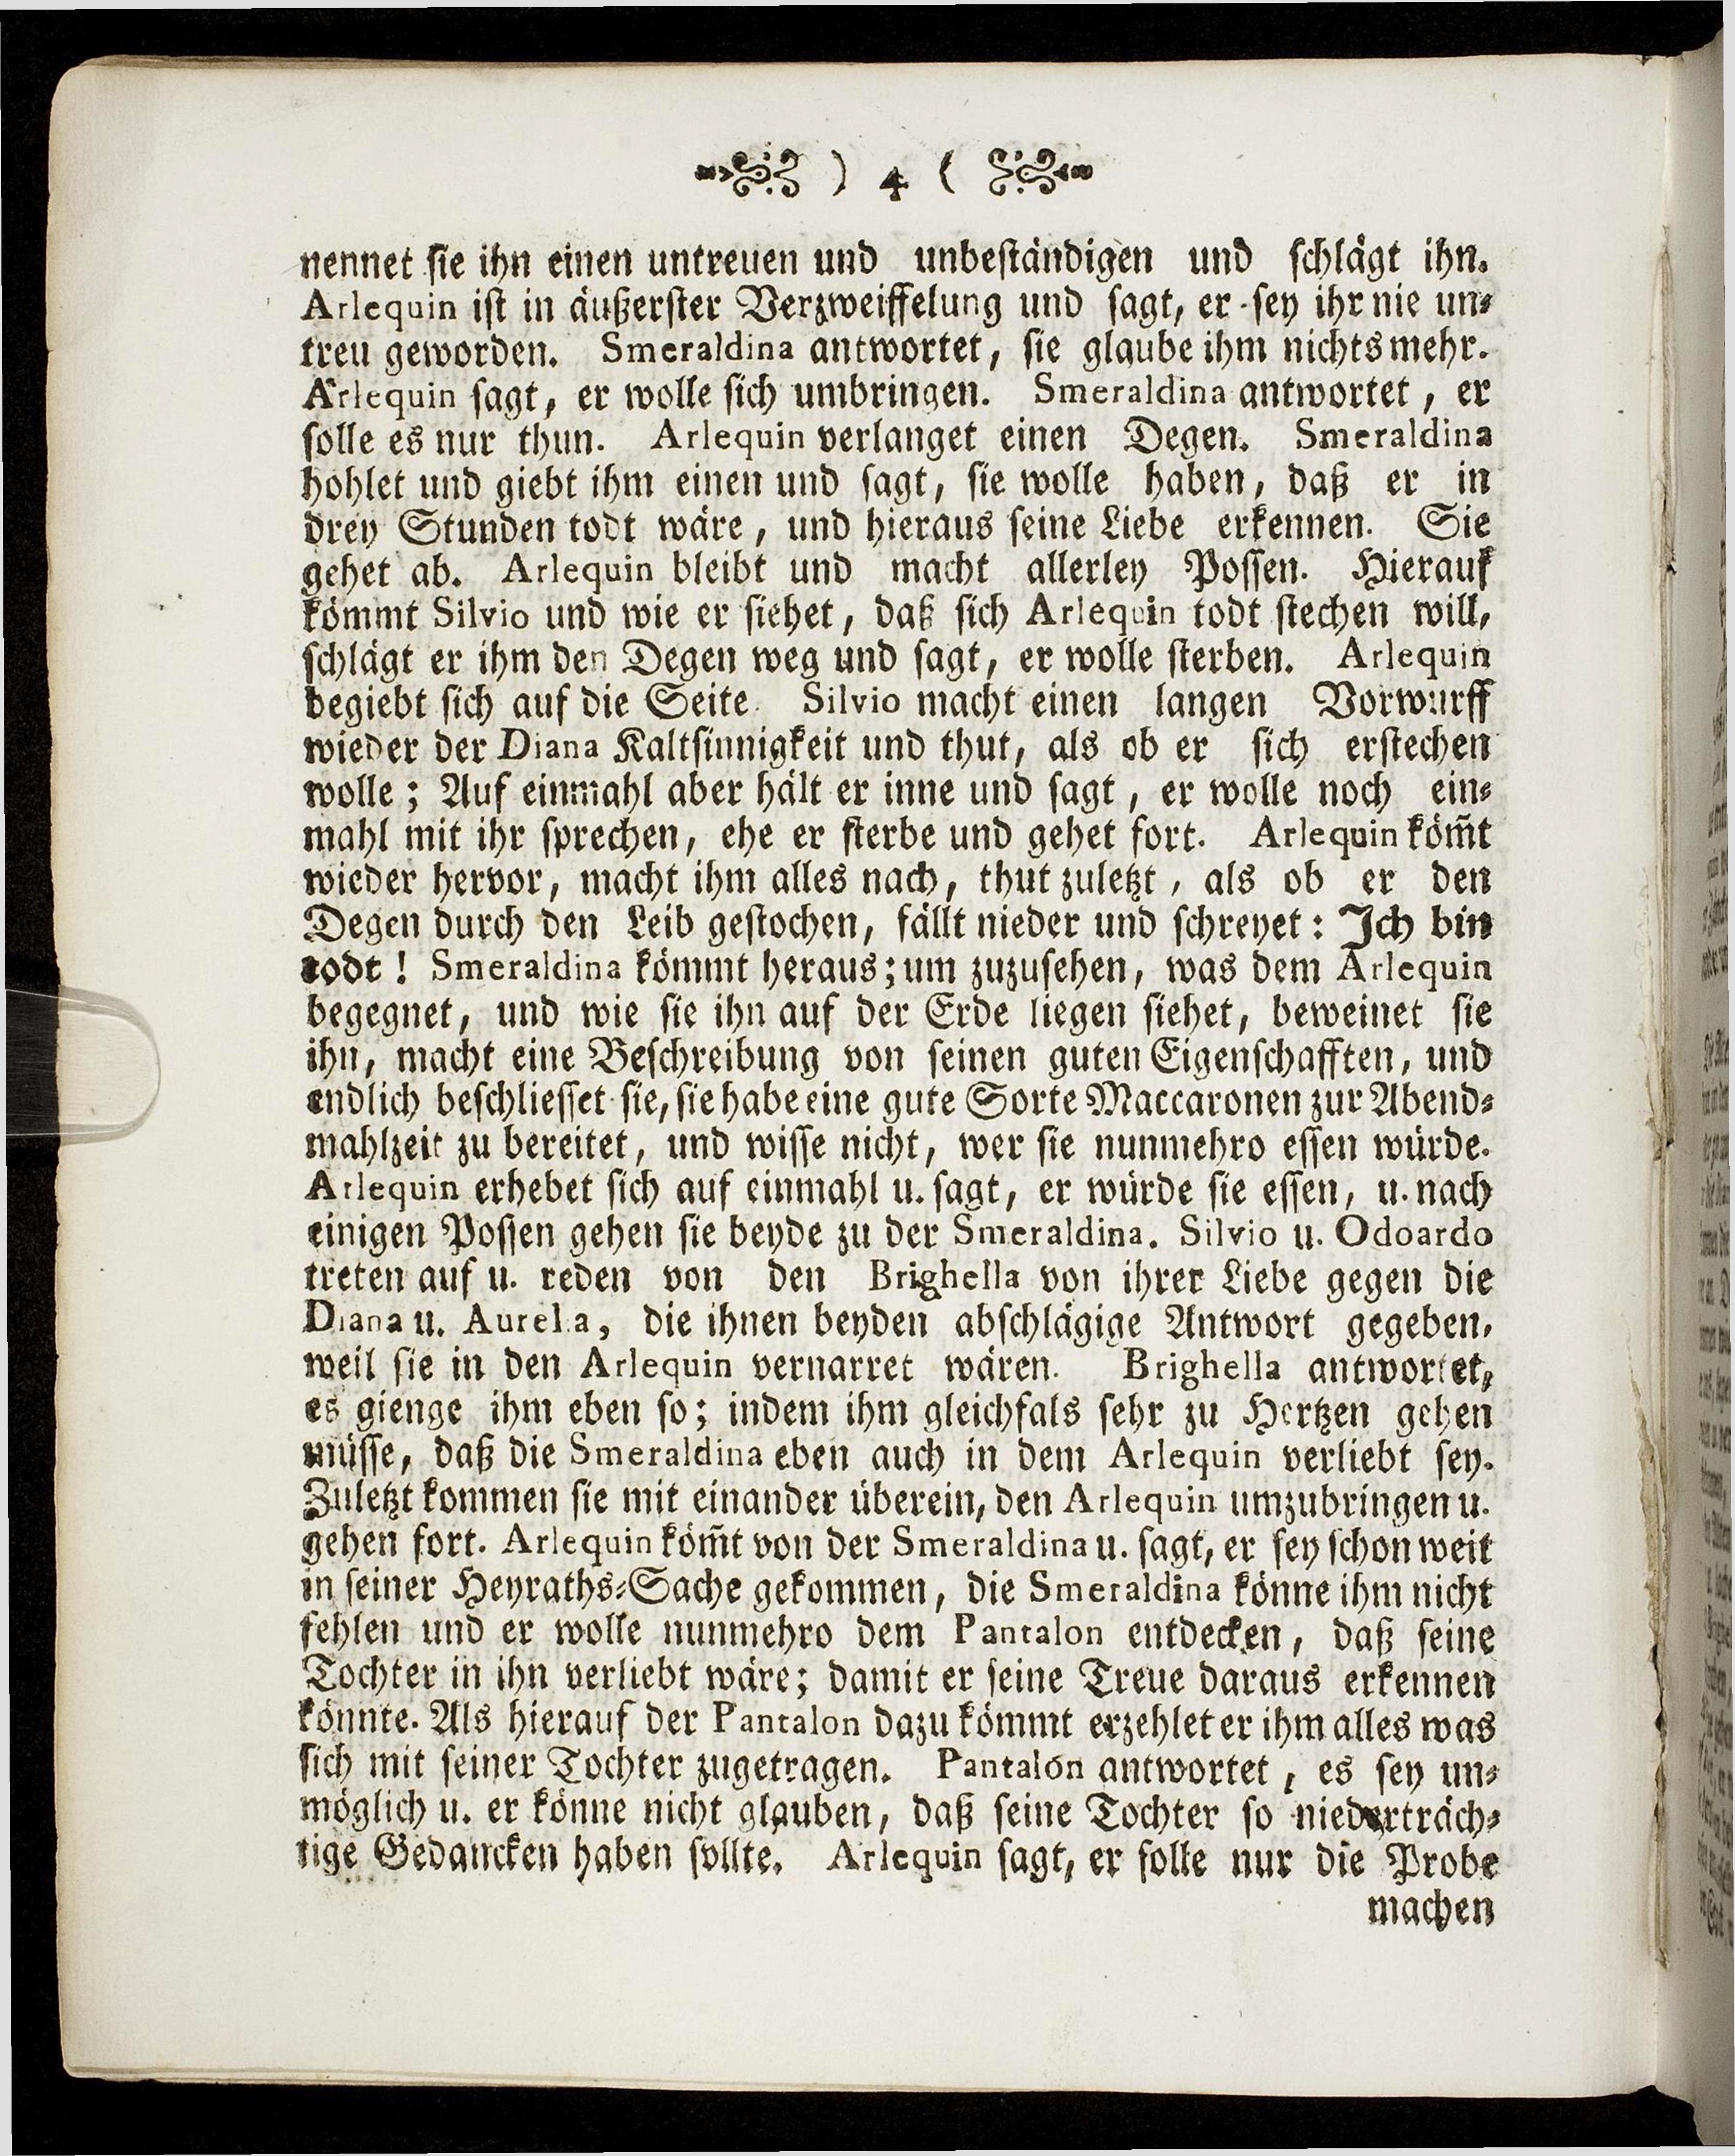 ) 4 (
nennet sie ihn einen untreuen und unbeständigen und schlägt ihn.
Arlequin ist in äußerster Verzweiffelung und sagt, er sey ihr nie un-
treu geworden. Smeraldina antwortet, sie glaube ihm nichts mehr.
Arlequin sagt, er wolle sich umbringen. Smeraldina antwortet, er
solle es nur thun. Arlequin verlanget einen Degen. Smeraldina
hohlet und giebt ihm einen und sagt, sie wolle haben, daß er in
drey Stunden todt wäre, und hieraus seine Liebe erkennen. Sie
gehet ab. Arlequin bleibt und macht allerley Possen. Hierauf
kömmt Silvio und wie er siehet, daß sich Arlequin todt stechen will,
schlägt er ihm den Degen weg und sagt, er wolle sterben. Arlequin
begiebt sich auf die Seite. Silvio macht einen langen Vorwurff
wieder der Diana Kaltsinnigkeit und thut, als ob er sich erstechen
wolle; Auf einmahl aber hält er inne und sagt, er wolle noch ein-
mahl mit ihr sprechen, ehe er sterbe und gehet fort. Arlequin köm̃t
wieder hervor, macht ihm alles nach, thut zuletzt, als ob er den
Degen durch den Leib gestochen, fällt nieder und schreyet: Ich bin
todt! Smeraldina kömmt heraus; um zuzusehen, was dem Arlequin
begegnet, und wie sie ihn auf der Erde liegen siehet, beweinet sie
ihn, macht eine Beschreibung von seinen guten Eigenschafften, und
endlich beschliesset sie, sie habe eine gute Sorte Maccaronen zur Abend-
mahlzeit zu bereitet, und wisse nicht, wer sie nunmehro essen würde.
Arlequin erhebet sich auf einmahl u. sagt, er würde sie essen, u. nach
einigen Possen gehen sie beyde zu der Smeraldina. Silvio u. Odoardo
treten auf u. reden von den Brighella von ihrer Liebe gegen die
Diana u. Aurelia, die ihnen beyden abschlägige Antwort gegeben,
weil sie in den Arlequin vernarret wären. Brighella antwortet,
es gienge ihm eben so; indem ihm gleichfals sehr zu Hertzen gehen
müsse, daß die Smeraldina eben auch in dem Arlequin verliebt sey.
Zuletzt kommen sie mit einander überein, den Arlequin umzubringen u.
gehen fort. Arlequin köm̃t von der Smeraldina u. sagt, er sey schon weit
in seiner Heyraths-Sache gekommen, die Smeraldina könne ihm nicht
fehlen und er wolle nunmehro dem Pantalon entdecken, daß seine
Tochter in ihn verliebt wäre; damit er seine Treue daraus erkennen
könnte. Als hierauf der Pantalon dazu kömmt erzehlet er ihm alles was
sich mit seiner Tochter zugetragen. Pantalon antwortet, es sey un-
möglich u. er könne nicht glauben, daß seine Tochter so niederträch-
tige Gedancken haben sollte. Arlequin sagt, er solle nur die Probe
machen